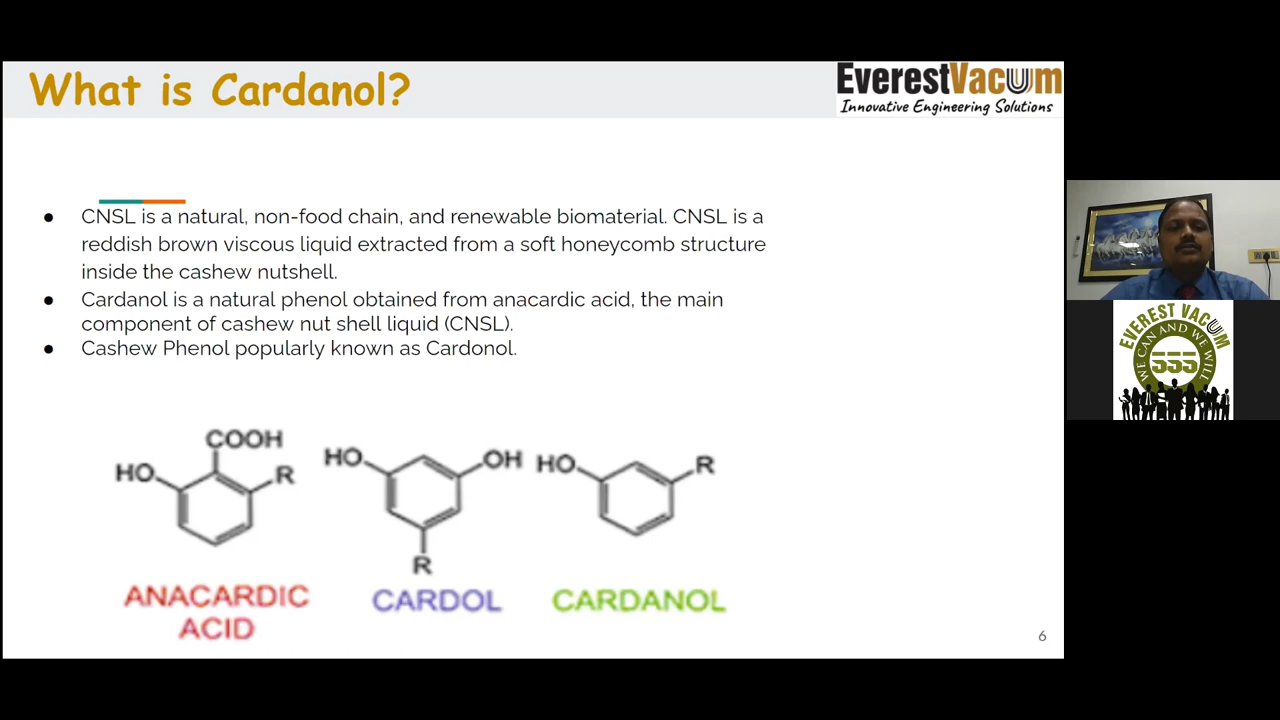 What is Cardanol?
EverestVacuum
Innovative Engineering Solutions
● CNSL is a natural, non-food chain, and renewable biomaterial. CNSL is a
reddish brown viscous liquid extracted from a soft honeycomb structure
inside the cashew nutshell.
● Cardanol is a natural phenol obtained from anacardic acid, the main
component of cashew nut shell liquid (CNSL).
● Cashew Phenol popularly known as Cardonol.
COOH
HO
R
HO
OH
R
HO
R
ANACARDIC
ACID
CARDOL
CARDANOL
6
EVEREST VACUUM
WE CAN AND WE WILL
555